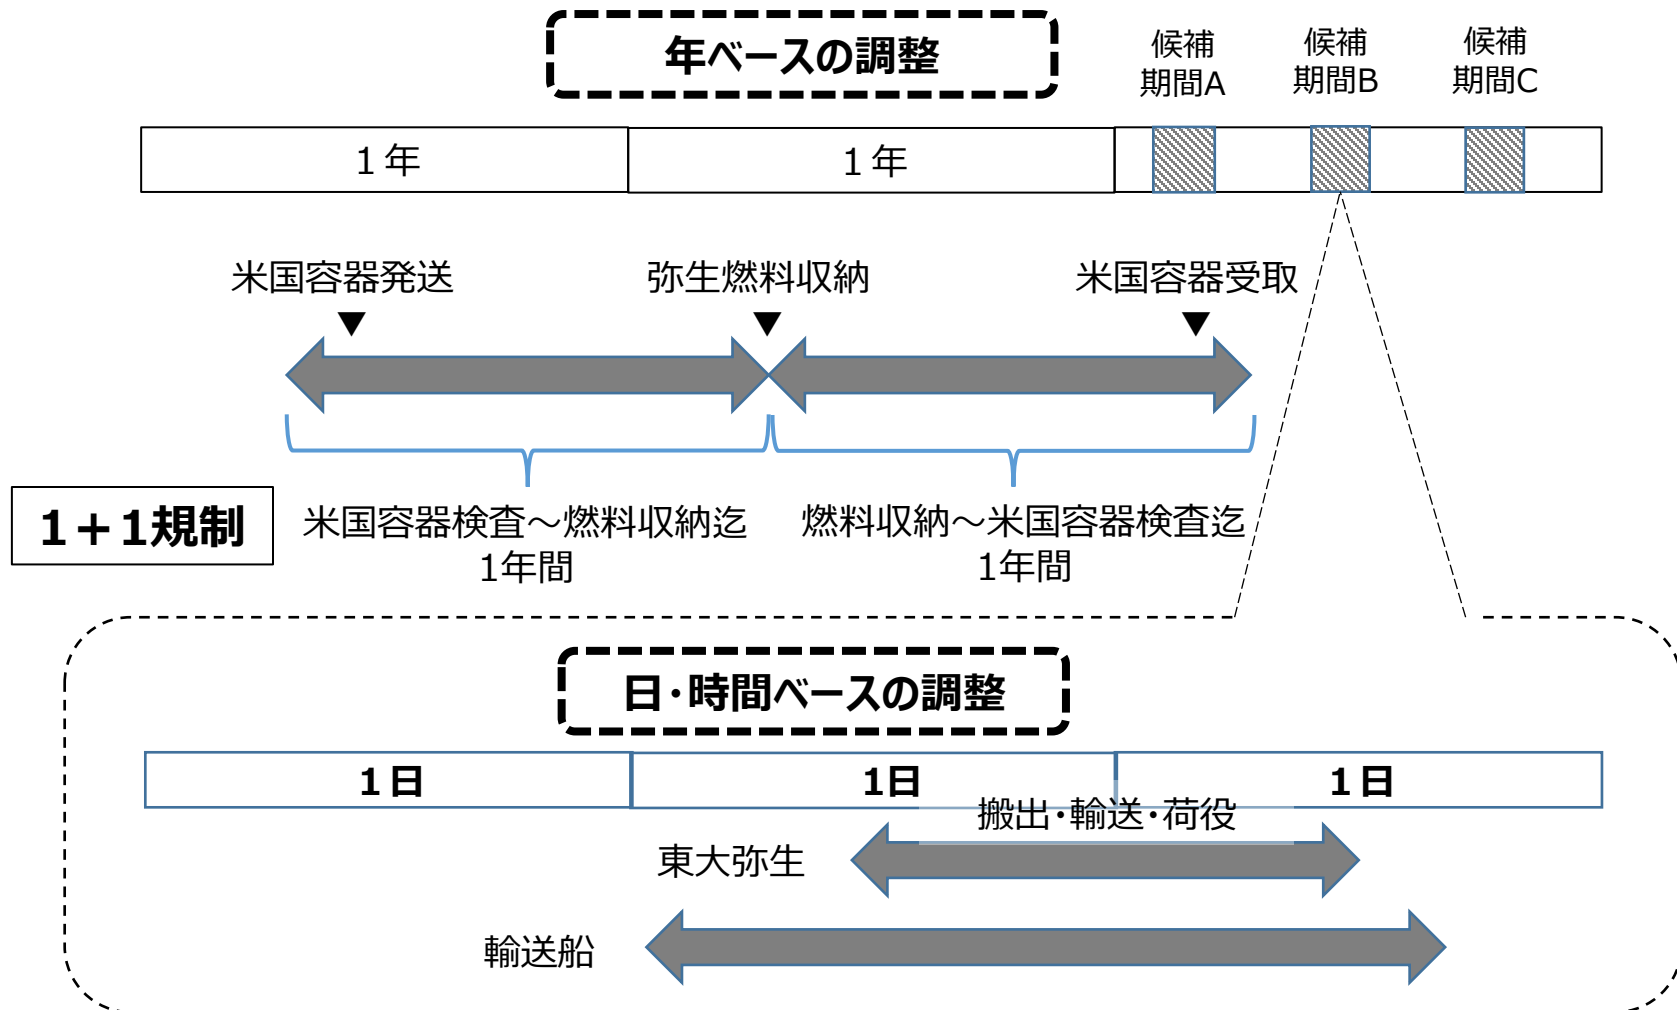 年ベースの調整
候補
期間A
候補
期間B
候補
期間C
1年
1年
米国容器発送
弥生燃料収納
米国容器受取
1+1規制
米国容器検査～燃料収納迄
1年間
燃料収納～米国容器検査迄
1年間
日・時間ベースの調整
1日
1日
1日
搬出・輸送・荷役
東大弥生
輸送船